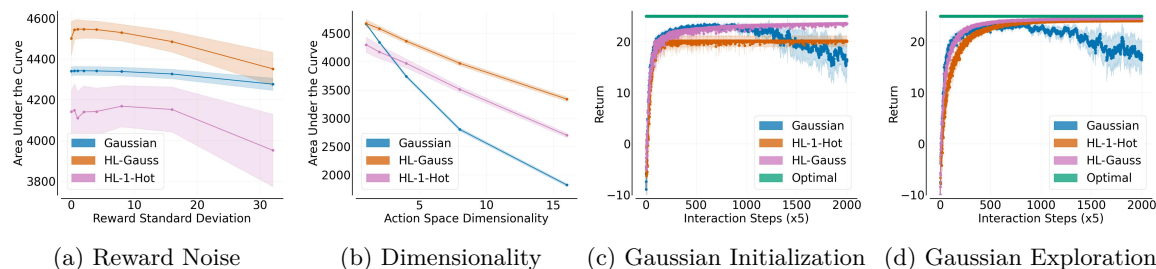 Area Under the Curve
4600
4400
4200
4000
3800
Gaussian
HL-Gauss
HL-1-Hot
0
10
20
30
Reward Standard Deviation
(a) Reward Noise
Area Under the Curve
4500
4000
3500
3000
2500
2000
Gaussian
HL-Gauss
HL-1-Hot
5
10
15
Action Space Dimensionality
(b) Dimensionality
Return
20
10
0
−10
Gaussian
HL-1-Hot
HL-Gauss
Optimal
0
500
1000
1500
2000
Interaction Steps (x5)
(c) Gaussian Initialization
Return
20
10
0
−10
Gaussian
HL-1-Hot
HL-Gauss
Optimal
0
500
1000
1500
2000
Interaction Steps (x5)
(d) Gaussian Exploration